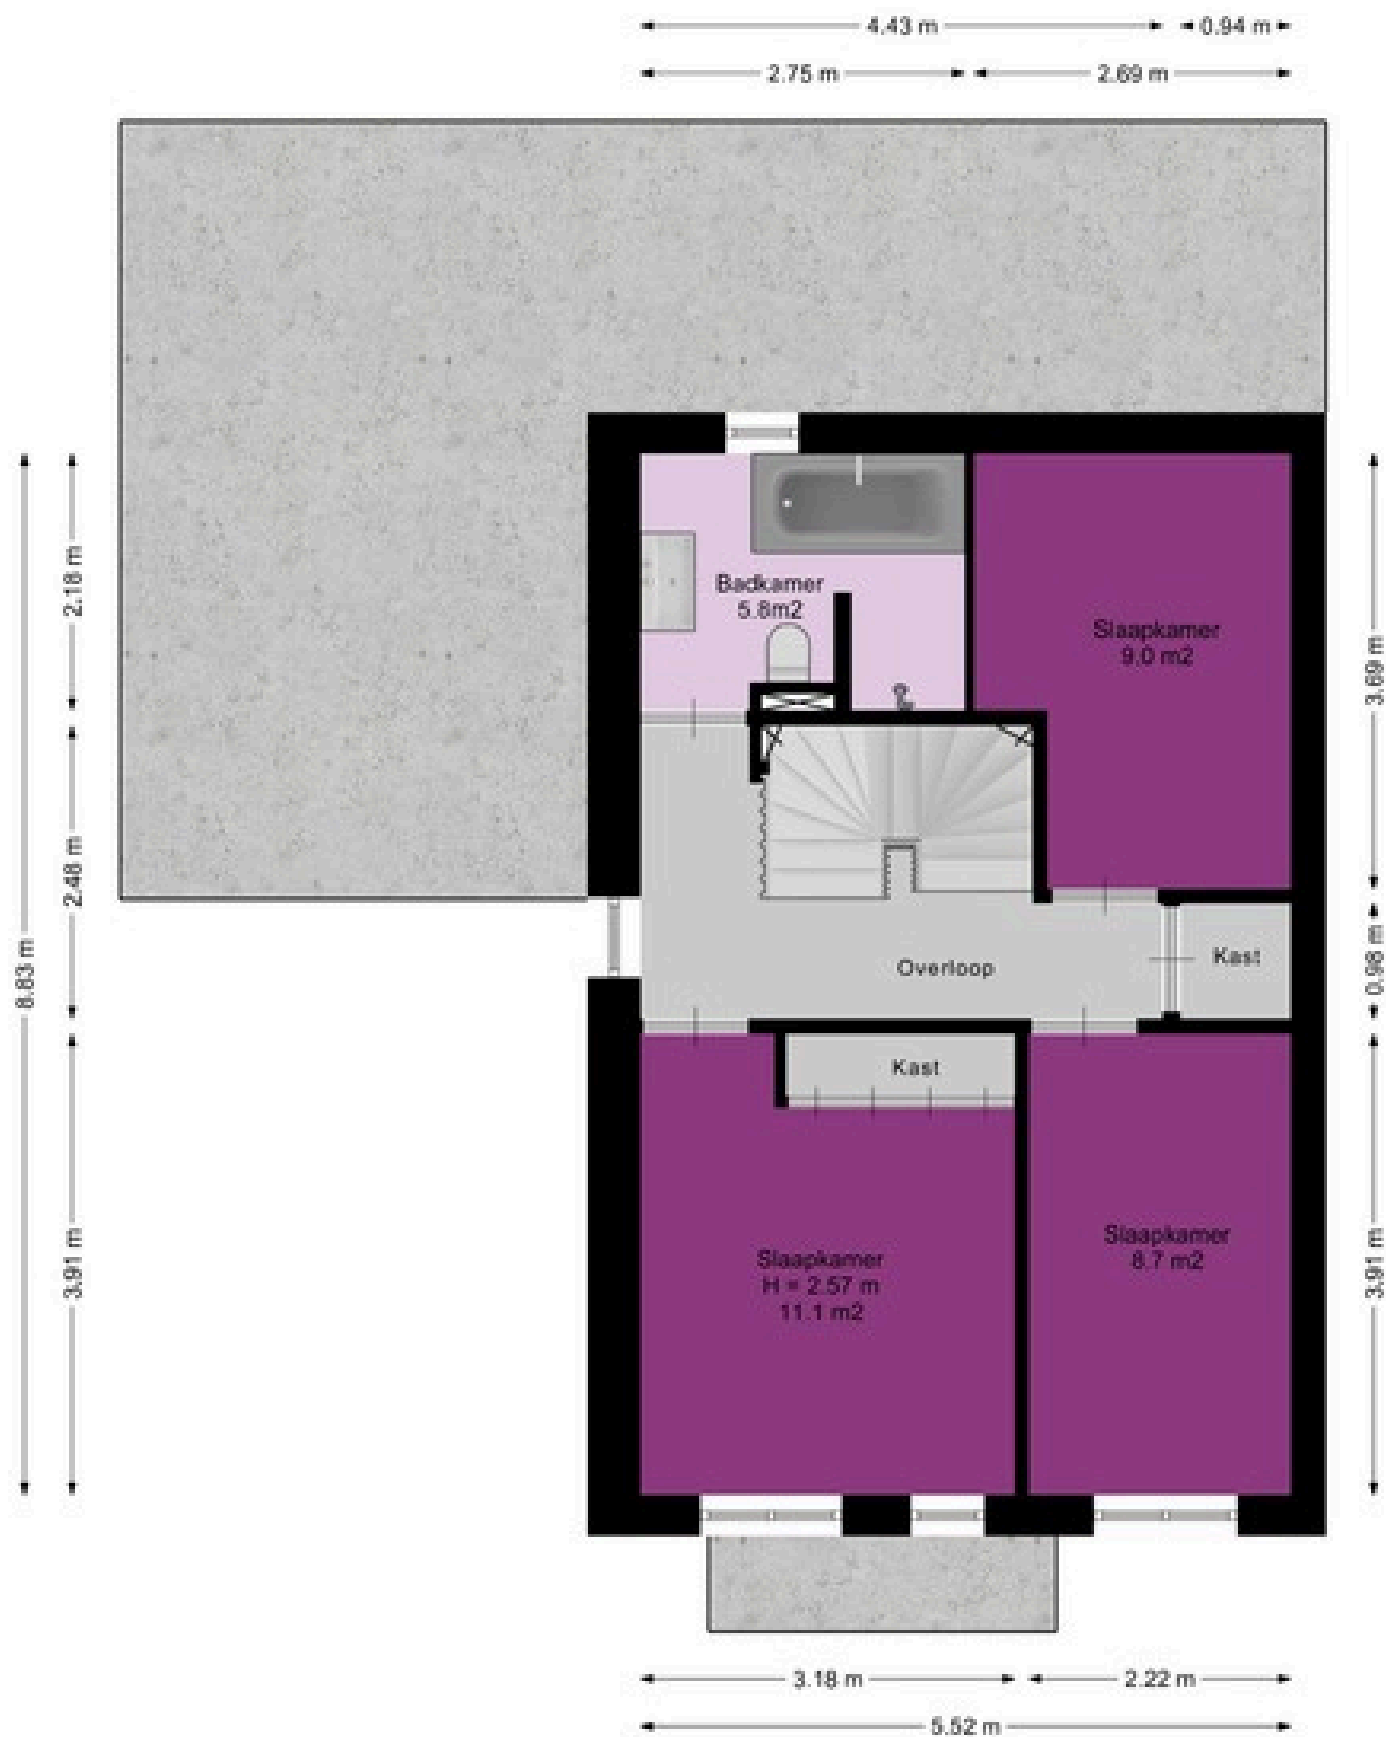 4.43 m
0.94 m
2.75 m
2.69 m
2.18 m
Badkamer
5.8m2
Slaapkamer
9.0 m2
3.69 m
2.48 m
8.83 m
Overloop
Kast
0.98 m
Kast
3.91 m
Slaapkamer
H = 2.57 m
11.1 m2
Slaapkamer
8.7 m2
3.91 m
3.18 m
2.22 m
5.52 m